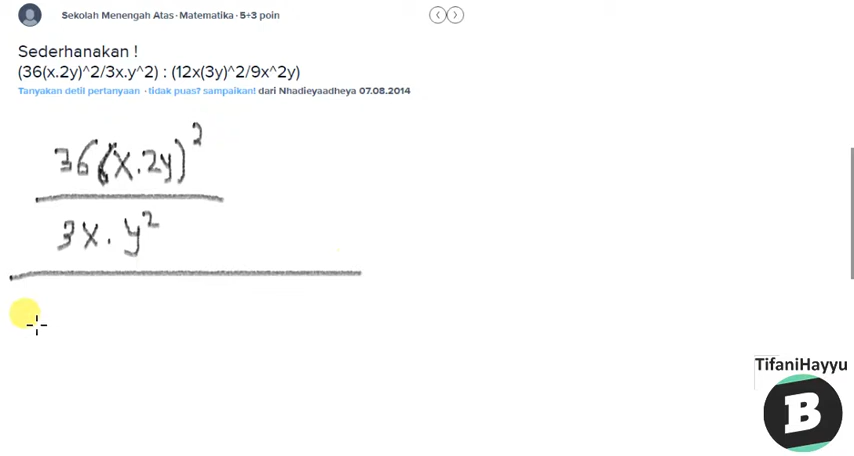 Sekolah Menengah Atas · Matematika · 5+3 poin
Sederhanakan !
(36(x.2y)^2/3x.y^2) : (12x(3y)^2/9x^2y)
Tanyakan detil pertanyaan · tidak puas? sampaikan! dari Nhadieyaadheya 07.08.2014
36(x.2y)²
3x.y²
TifaniHayyu
B